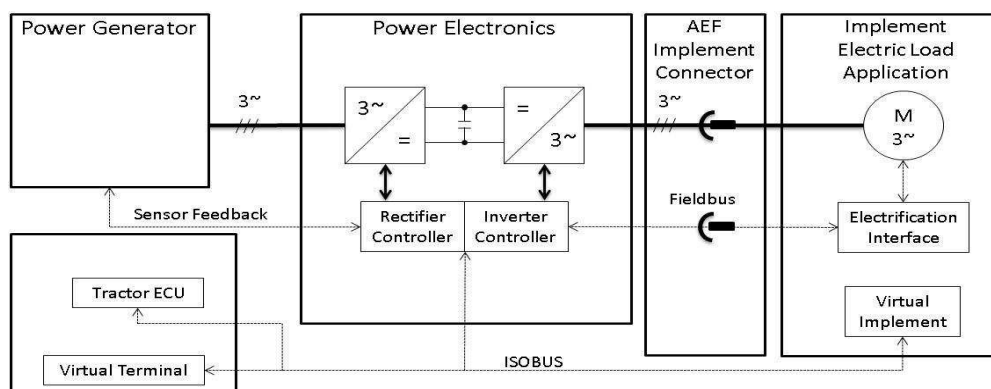 Power Generator
Power Electronics
AEF
Implement
Connector
Implement
Electric Load
Application
3~
3~
=
=
3~
3~
M
3~
Sensor Feedback
Rectifier
Controller
Inverter
Controller
Fieldbus
Electrification
Interface
Tractor ECU
Virtual Terminal
ISOBUS
Virtual
Implement